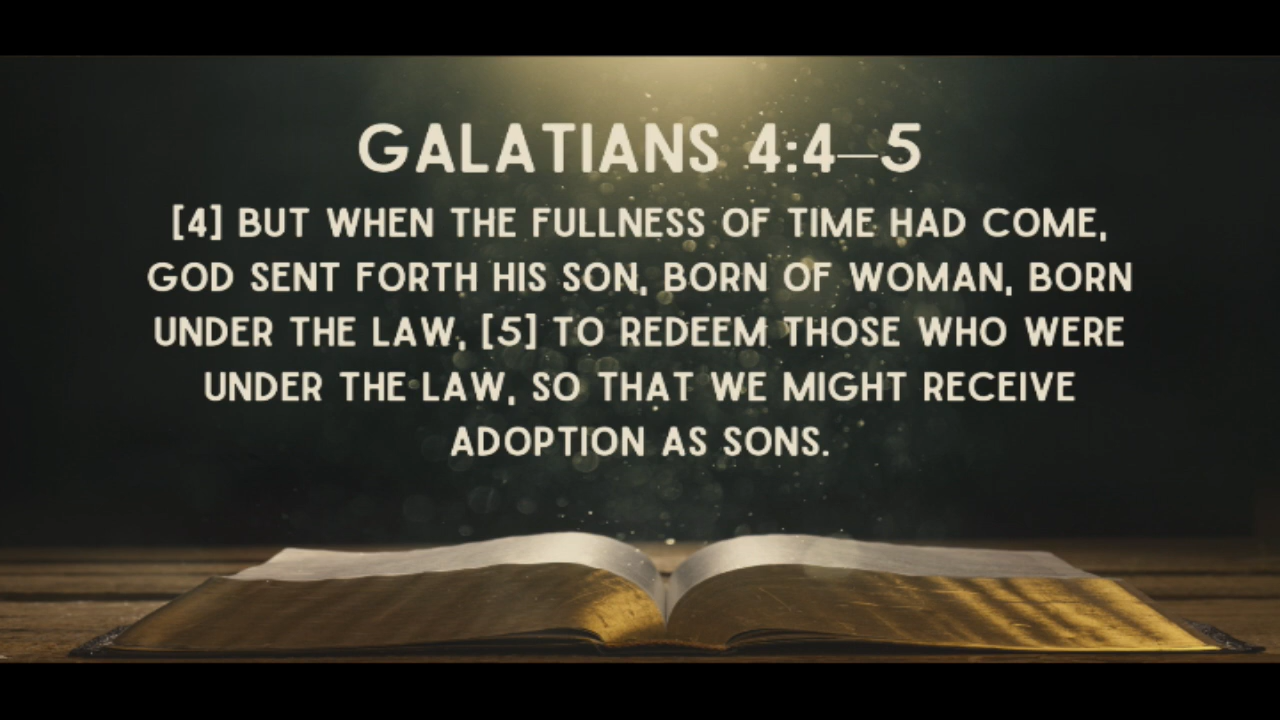 GALATIANS 4:4–5
[4] BUT WHEN THE FULLNESS OF TIME HAD COME,
GOD SENT FORTH HIS SON, BORN OF WOMAN, BORN
UNDER THE LAW, [5] TO REDEEM THOSE WHO WERE
UNDER THE LAW, SO THAT WE MIGHT RECEIVE
ADOPTION AS SONS.